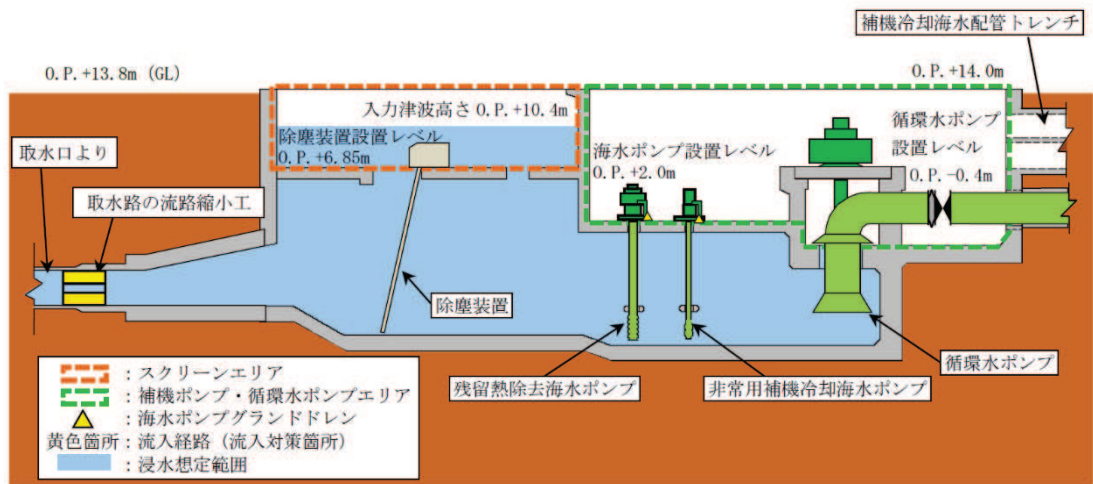 補機冷却海水配管トレンチ
O.P.+13.8m (GL)
O.P.+14.0m
入力津波高さ O.P.+10.4m
除塵装置設置レベル
O.P.+6.85m
取水口より
取水路の流路縮小工
海水ポンプ設置レベル
O.P.+2.0m
循環水ポンプ
設置レベル
O.P.-0.4m
除塵装置
残留熱除去海水ポンプ
非常用補機冷却海水ポンプ
循環水ポンプ
:スクリーンエリア
:補機ポンプ・循環水ポンプエリア
:海水ポンプグランドドレン
黄色箇所:流入経路(流入対策箇所)
:浸水想定範囲